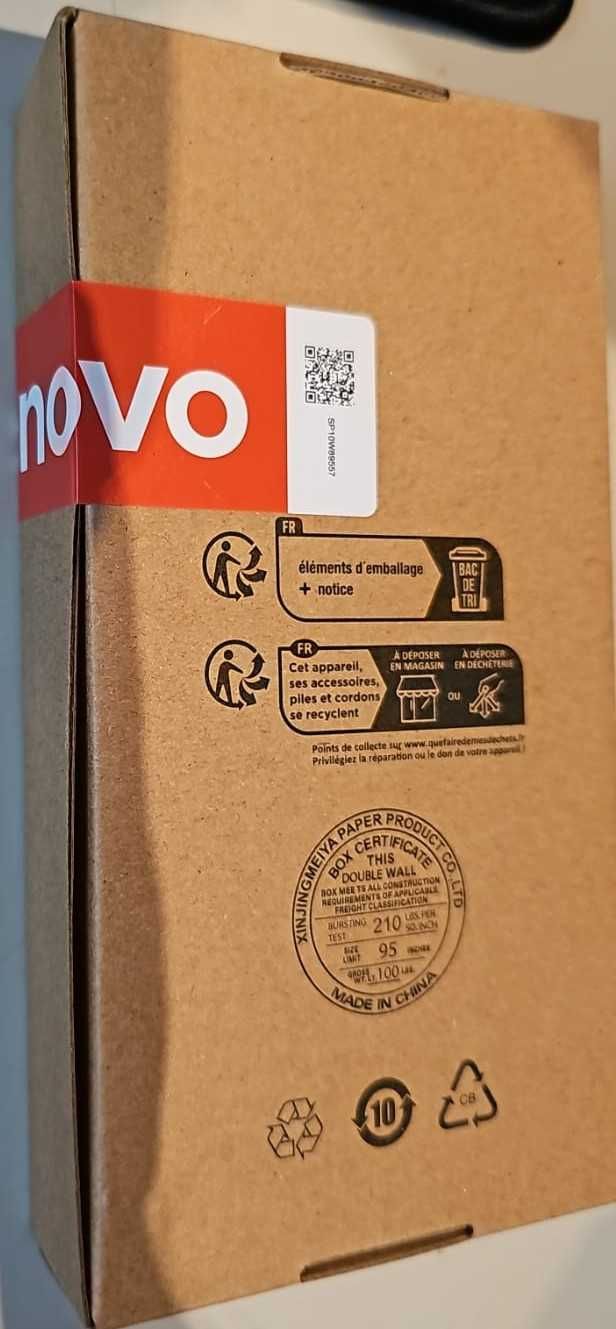 novo
SP10W89557
FR
éléments d'emballage
+ notice
BAC
DE
TRI
FR
Cet appareil,
ses accessoires,
piles et cordons
se recyclent
À DÉPOSER
EN MAGASIN
OU
À DÉPOSER
EN DÉCHÈTERIE
Points de collecte sur www.quefairedemesdechets.fr
Privilégiez la réparation ou le don de votre appareil !
XINJINGMEIYA PAPER PRODUCT CO.,LTD
BOX CERTIFICATE
THIS
DOUBLE WALL
BOX MEETS ALL CONSTRUCTION
REQUIREMENTS OF APPLICABLE
FREIGHT CLASSIFICATION
BURSTING TEST 210 LBS.PER SQ.INCH
SIZE LIMIT 95 INCHES
GROSS WT.LT. 100 LBS.
MADE IN CHINA
10
CB